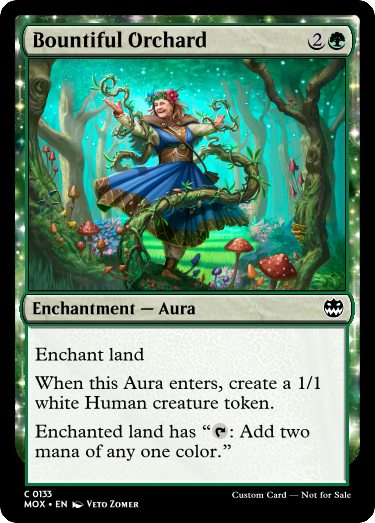 Bountiful Orchard 2
Enchantment — Aura
Enchant land
When this Aura enters, create a 1/1
white Human creature token.
Enchanted land has “: Add two
mana of any one color.”
C 0133
MOX • EN Veto Zomer
Custom Card — Not for Sale